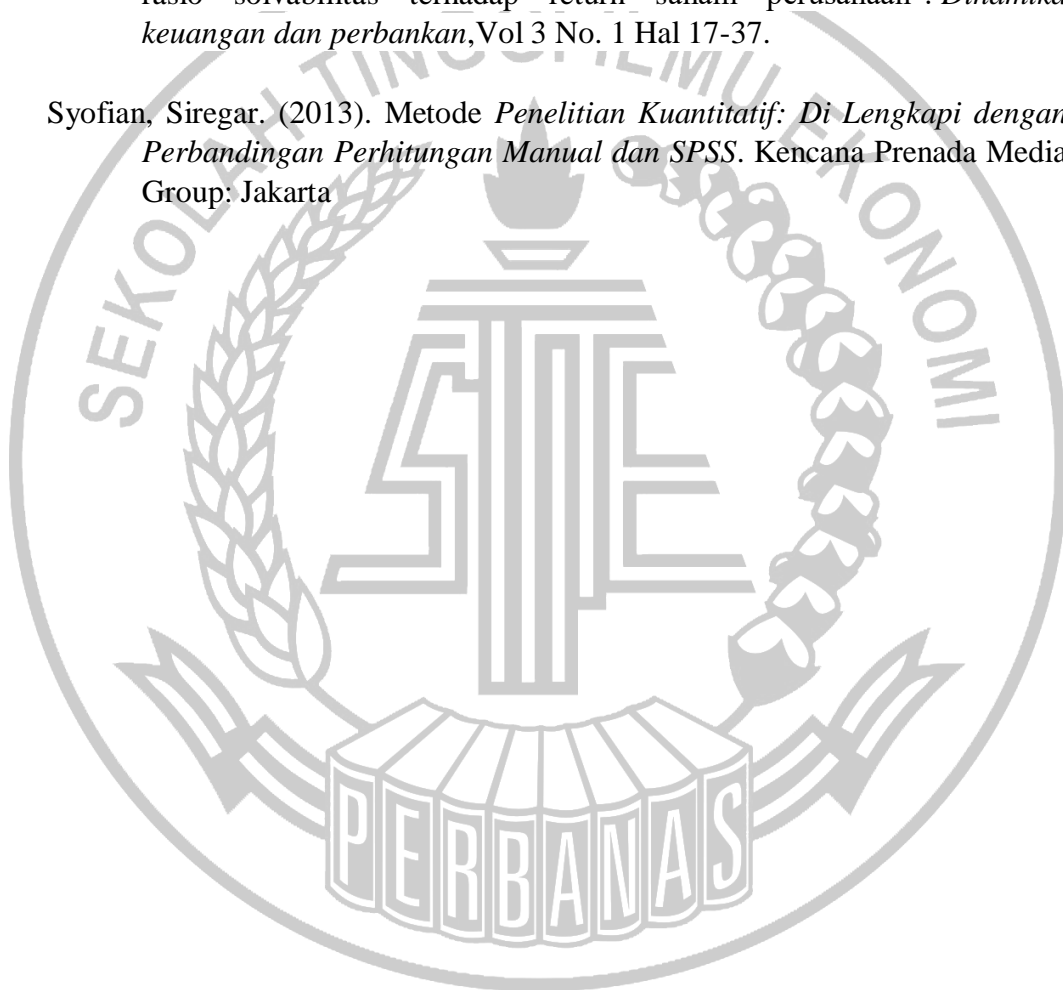 rasio solvabilitas terhadap return saham perusahaan". Dinamika
keuangan dan perbankan,Vol 3 No. 1 Hal 17-37.
Syofian, Siregar. (2013). Metode Penelitian Kuantitatif: Di Lengkapi dengan
Perbandingan Perhitungan Manual dan SPSS. Kencana Prenada Media
Group: Jakarta
SEKOLAH TINGGI ILMU EKONOMI
STIE
PERBANAS